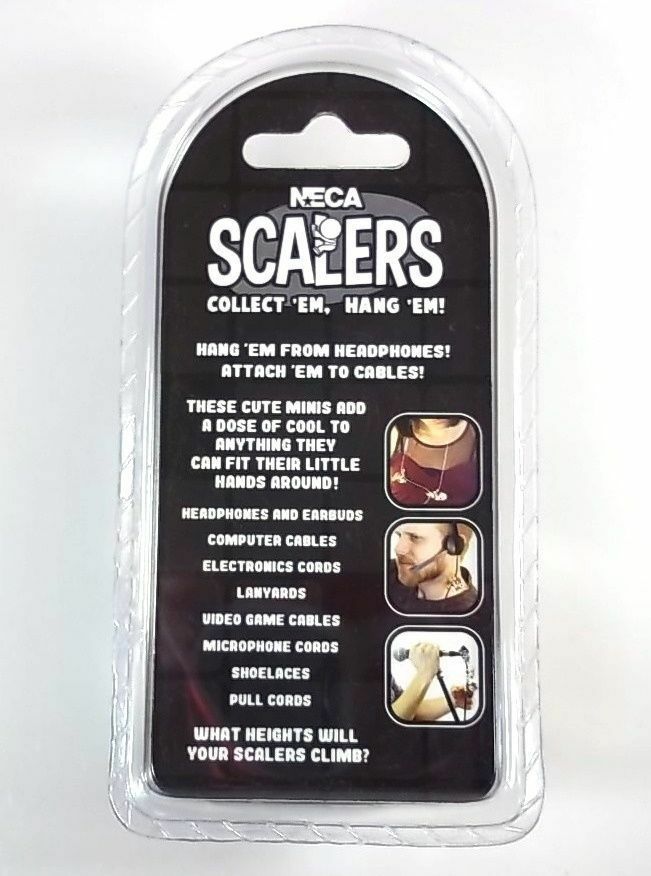 NECA
SCALERS
COLLECT 'EM, HANG 'EM!
HANG 'EM FROM HEADPHONES!
ATTACH 'EM TO CABLES!
THESE CUTE MINIS ADD
A DOSE OF COOL TO
ANYTHING THEY
CAN FIT THEIR LITTLE
HANDS AROUND!
HEADPHONES AND EARBUDS
COMPUTER CABLES
ELECTRONICS CORDS
LANYARDS
VIDEO GAME CABLES
MICROPHONE CORDS
SHOELACES
PULL CORDS
WHAT HEIGHTS WILL
YOUR SCALERS CLIMB?